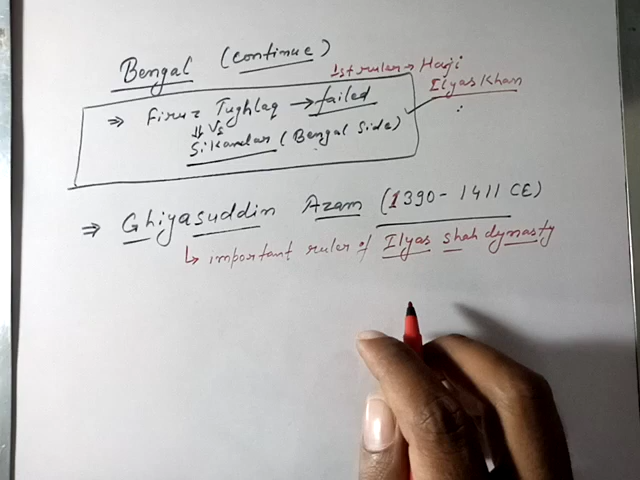 Bengal (continue)
1st ruler → Haji
Ilyas Khan
⇒ Firuz Tughlaq → failed
⇓ Vs
Sikandar (Bengal Side)
⇒ Ghiyasuddin Azam (1390 - 1411 CE)
↳ important ruler of Ilyas shah dynasty